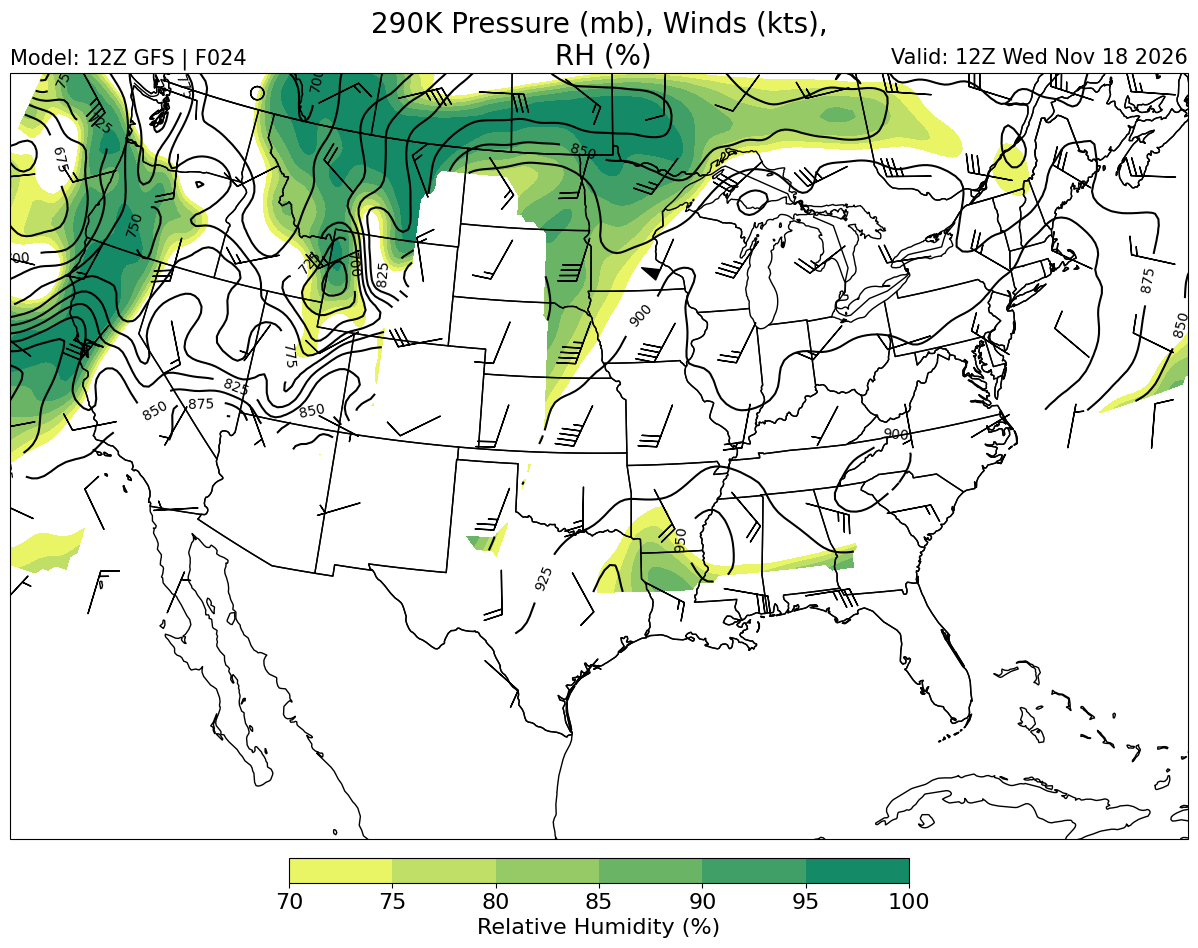 290K Pressure (mb), Winds (kts),
RH (%)
Model: 12Z GFS | F024
Valid: 12Z Wed Nov 18 2026
700
675
750
850
825
875
900
775
825
850
875
850
900
850
900
950
925
70 75 80 85 90 95 100
Relative Humidity (%)